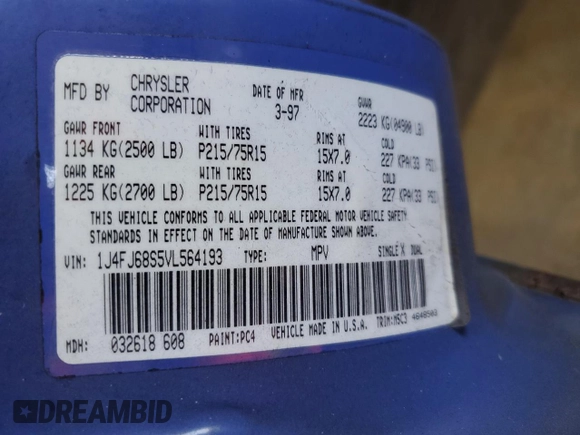 MFD BY CHRYSLER CORPORATION DATE OF MFR 3-97 GVWR 2223 KG(04900 LB)
GAWR FRONT WITH TIRES RIMS AT COLD
1134 KG(2500 LB) P215/75R15 15X7.0 227 KPA(33 PSI)
GAWR REAR WITH TIRES RIMS AT COLD
1225 KG(2700 LB) P215/75R15 15X7.0 227 KPA(33 PSI)
THIS VEHICLE CONFORMS TO ALL APPLICABLE FEDERAL MOTOR VEHICLE SAFETY
STANDARDS IN EFFECT ON THE DATE OF MANUFACTURE SHOWN ABOVE.
VIN: 1J4FJ68S5VL564193 TYPE: MPV SINGLE X DUAL
MDH: 032618 608 PAINT:PC4 VEHICLE MADE IN U.S.A. TRIM:M5C3
DREAMBID